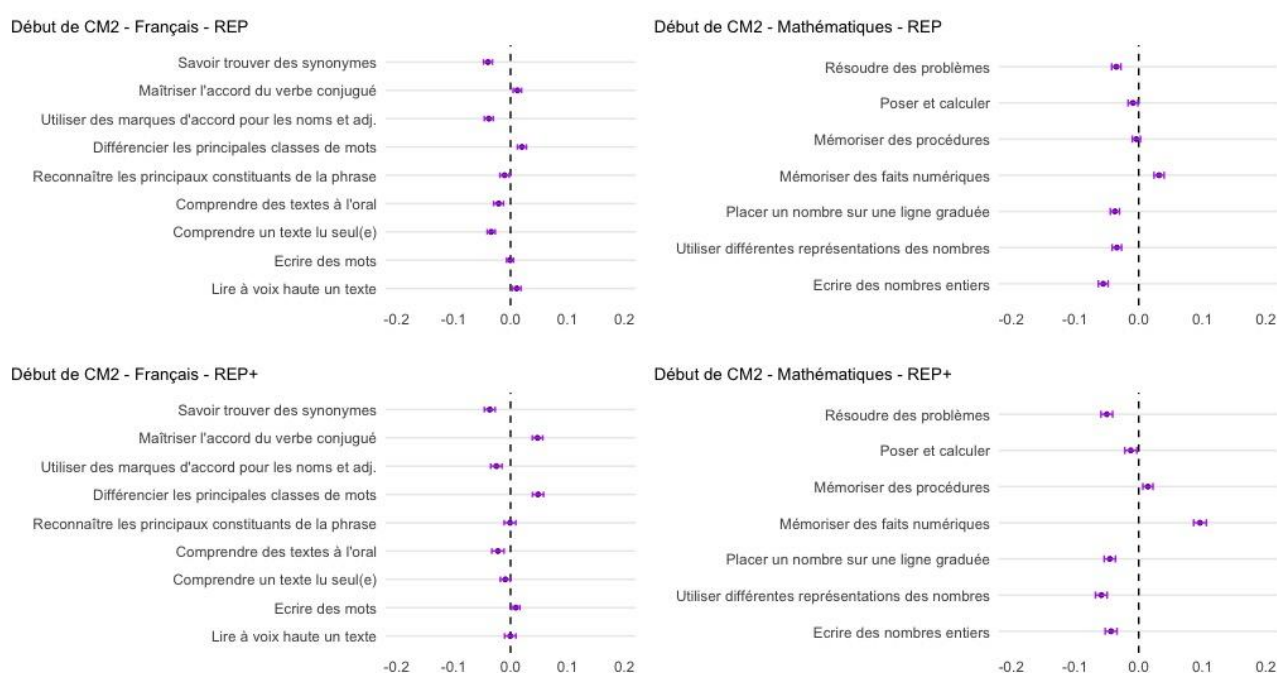 Début de CM2 - Français - REP
Savoir trouver des synonymes
Maîtriser l'accord du verbe conjugué
Utiliser des marques d'accord pour les noms et adj.
Différencier les principales classes de mots
Reconnaître les principaux constituants de la phrase
Comprendre des textes à l'oral
Comprendre un texte lu seul(e)
Ecrire des mots
Lire à voix haute un texte
-0.2 -0.1 0.0 0.1 0.2
Début de CM2 - Mathématiques - REP
Résoudre des problèmes
Poser et calculer
Mémoriser des procédures
Mémoriser des faits numériques
Placer un nombre sur une ligne graduée
Utiliser différentes représentations des nombres
Ecrire des nombres entiers
-0.2 -0.1 0.0 0.1 0.2
Début de CM2 - Français - REP+
Savoir trouver des synonymes
Maîtriser l'accord du verbe conjugué
Utiliser des marques d'accord pour les noms et adj.
Différencier les principales classes de mots
Reconnaître les principaux constituants de la phrase
Comprendre des textes à l'oral
Comprendre un texte lu seul(e)
Ecrire des mots
Lire à voix haute un texte
-0.2 -0.1 0.0 0.1 0.2
Début de CM2 - Mathématiques - REP+
Résoudre des problèmes
Poser et calculer
Mémoriser des procédures
Mémoriser des faits numériques
Placer un nombre sur une ligne graduée
Utiliser différentes représentations des nombres
Ecrire des nombres entiers
-0.2 -0.1 0.0 0.1 0.2